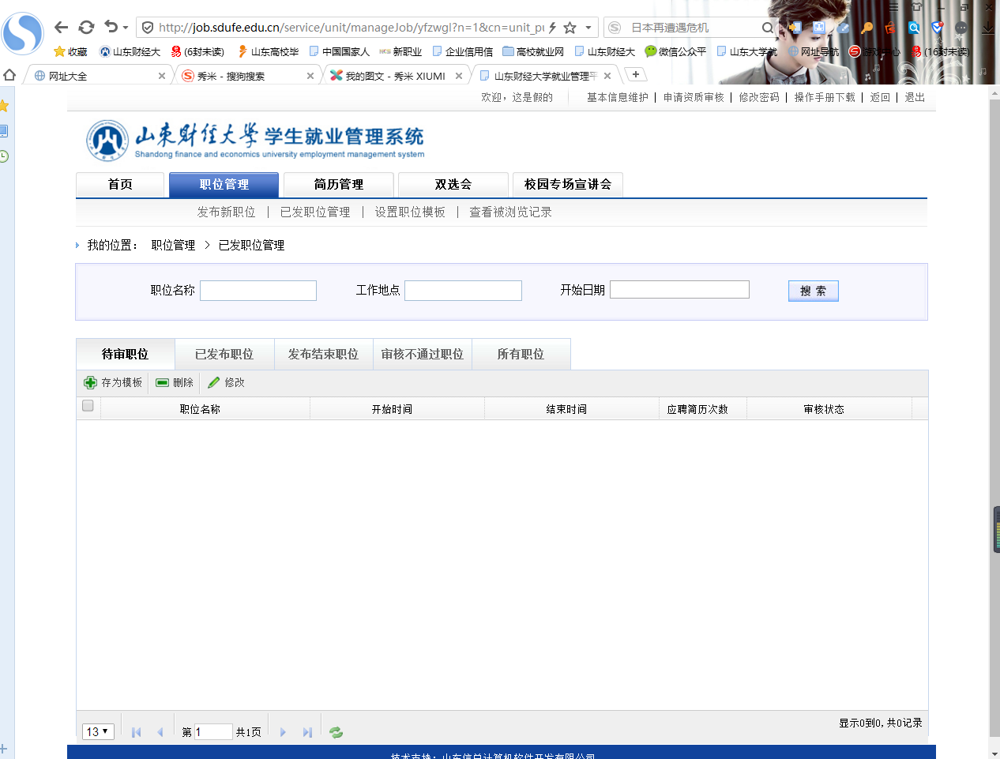 http://job.sdufe.edu.cn/service/unit/manageJob/yfzwgl?n=1&cn=unit_pu
日本再遭遇危机
收藏 山东财经大 (6封未读) 山东高校毕 中国国家人 新职业 企业信用信 高校就业网 山东财经大 微信公众平 山东大学就 网址导航 游戏中心 (16封未读)
网址大全 秀米 - 搜狗搜索 我的图文 - 秀米 XIUMI 山东财经大学就业管理平
欢迎，这是假的 基本信息维护 | 申请资质审核 | 修改密码 | 操作手册下载 | 返回 | 退出
山东财经大学 学生就业管理系统
Shandong finance and economics university employment management system
首页 职位管理 简历管理 双选会 校园专场宣讲会
发布新职位 | 已发职位管理 | 设置职位模板 | 查看被浏览记录
我的位置： 职位管理 > 已发职位管理
职位名称 工作地点 开始日期 搜 索
待审职位 已发布职位 发布结束职位 审核不通过职位 所有职位
存为模板 删除 修改
职位名称 开始时间 结束时间 应聘简历次数 审核状态
13 第 1 共1页 显示0到0, 共0记录
技术支持：山东信总计算机软件开发有限公司